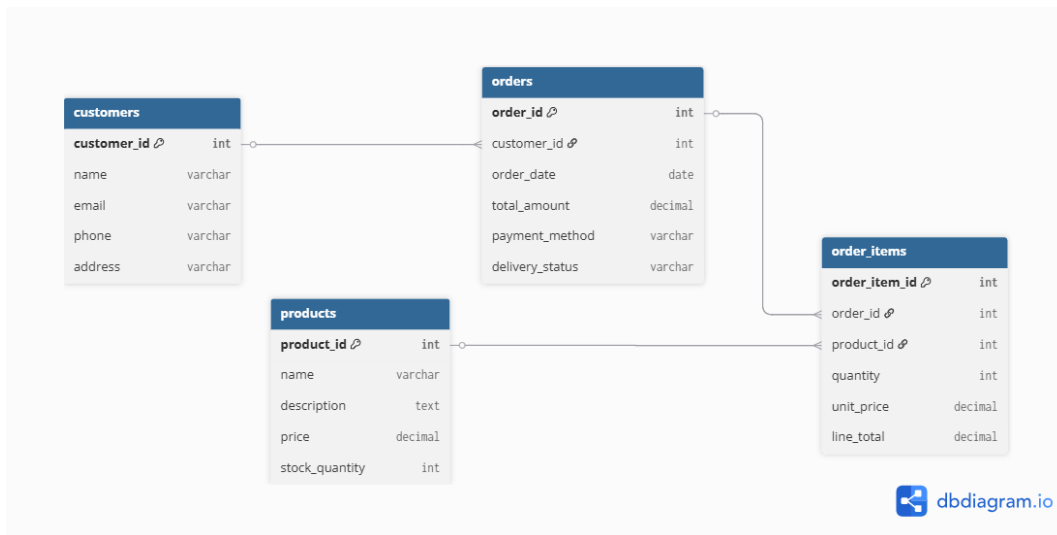 customers
customer_id int
name varchar
email varchar
phone varchar
address varchar
orders
order_id int
customer_id int
order_date date
total_amount decimal
payment_method varchar
delivery_status varchar
products
product_id int
name varchar
description text
price decimal
stock_quantity int
order_items
order_item_id int
order_id int
product_id int
quantity int
unit_price decimal
line_total decimal
dbdiagram.io